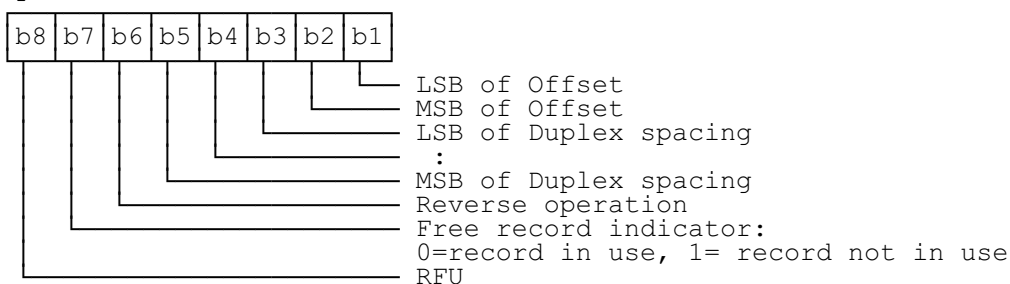 b8 b7 b6 b5 b4 b3 b2 b1
LSB of Offset
MSB of Offset
LSB of Duplex spacing
:
MSB of Duplex spacing
Reverse operation
Free record indicator:
0=record in use, 1= record not in use
RFU